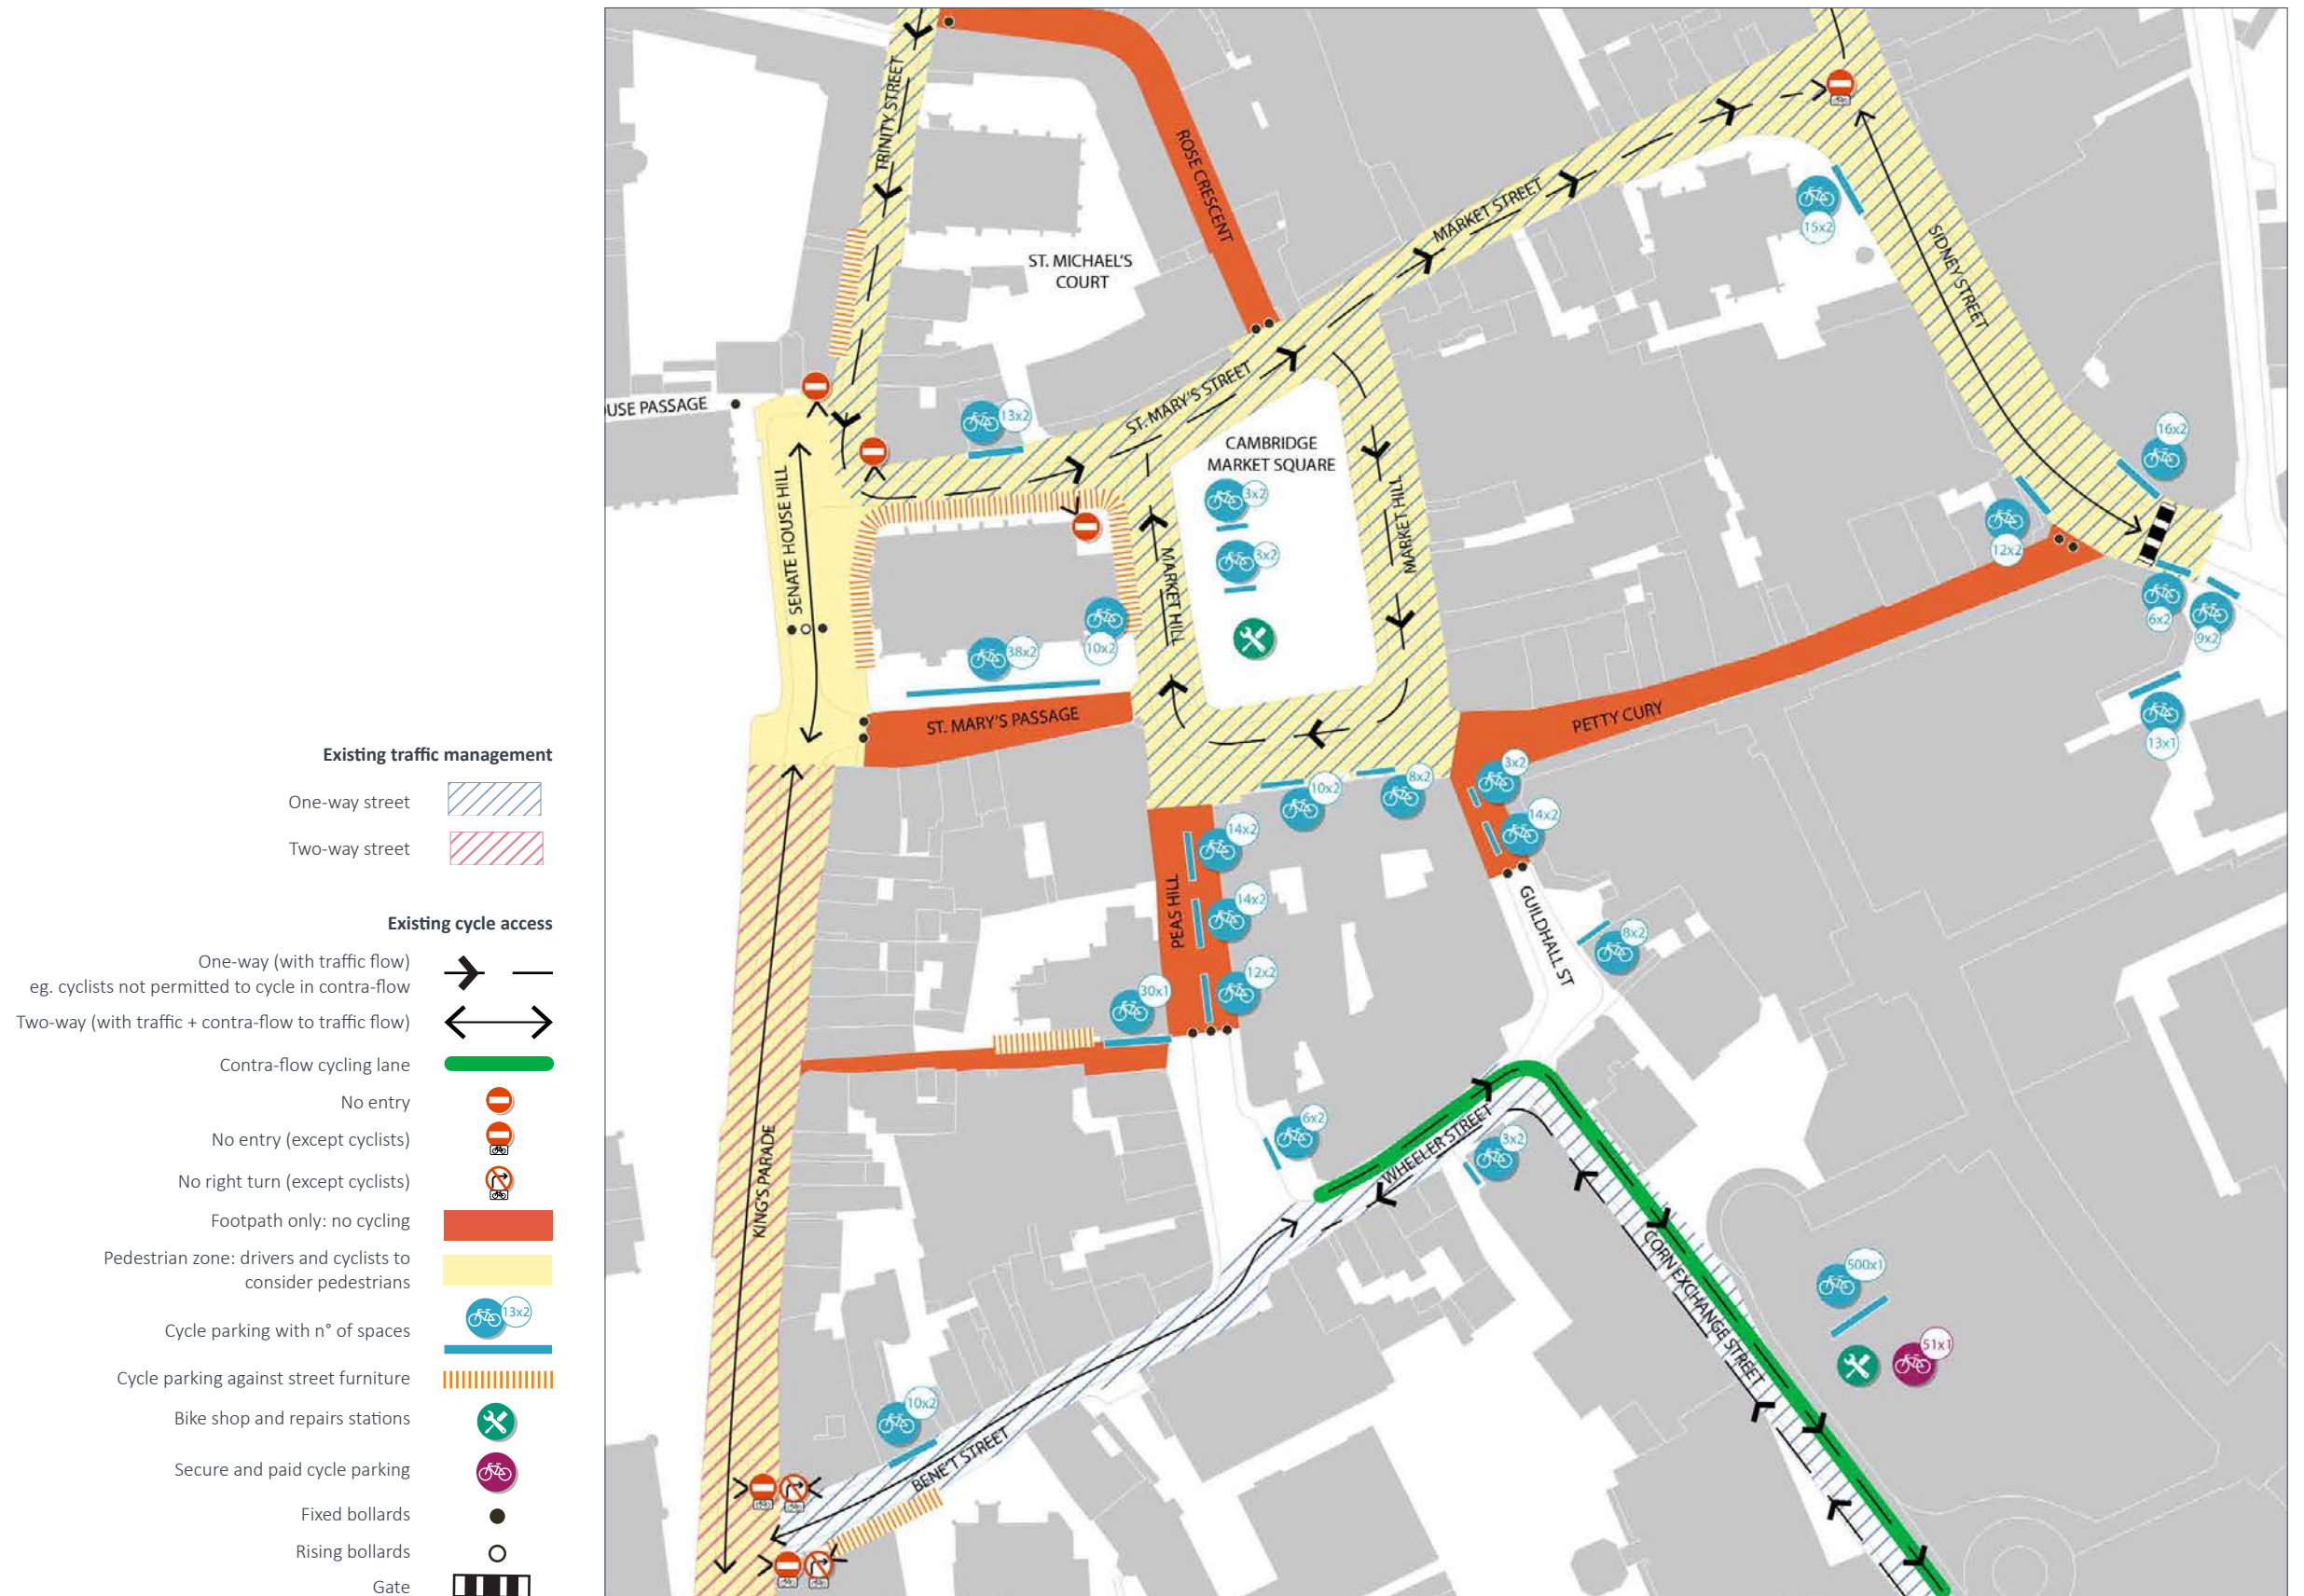 Existing traffic management
One-way street
Two-way street
Existing cycle access
One-way (with traffic flow)
eg. cyclists not permitted to cycle in contra-flow
Two-way (with traffic + contra-flow to traffic flow)
Contra-flow cycling lane
No entry
No entry (except cyclists)
No right turn (except cyclists)
Footpath only: no cycling
Pedestrian zone: drivers and cyclists to
consider pedestrians
13x2
Cycle parking with n° of spaces
Cycle parking against street furniture
Bike shop and repairs stations
Secure and paid cycle parking
Fixed bollards
Rising bollards
Gate
TRINITY STREET
ROSE CRESCENT
ST. MICHAEL'S
COURT
MARKET STREET
15x2
SIDNEY STREET
USE PASSAGE
13x2
ST. MARY'S STREET
CAMBRIDGE
MARKET SQUARE
3x2
3x2
16x2
12x2
SENATE HOUSE HILL
MARKET HILL
MARKET HILL
38x2
10x2
6x2
9x2
13x1
ST. MARY'S PASSAGE
PETTY CURY
10x2
8x2
3x2
14x2
14x2
14x2
12x2
PEAS HILL
30x1
GUILDHALL ST
8x2
KING'S PARADE
6x2
WHEELER STREET
3x2
CORN EXCHANGE STREET
500x1
51x1
10x2
BENE'T STREET